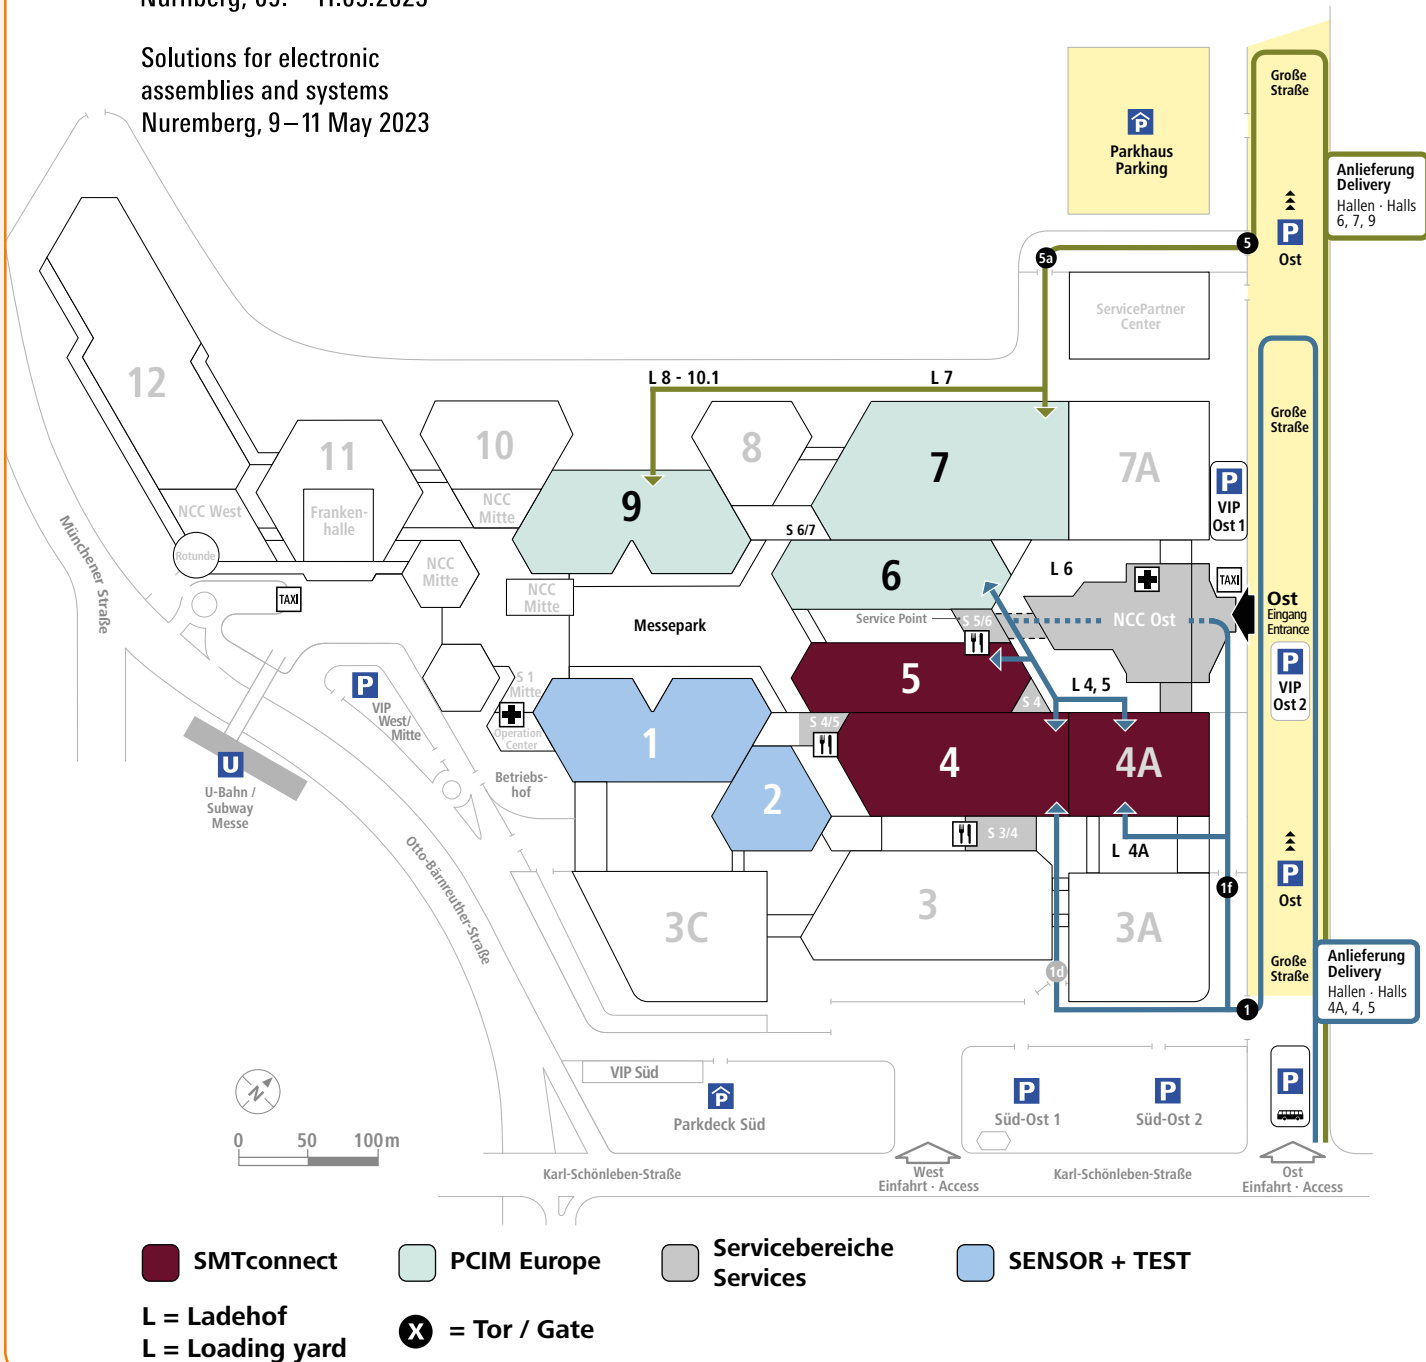 Nürnberg, 09. – 11.05.2023
Solutions for electronic
assemblies and systems
Nuremberg, 9–11 May 2023
Große
Straße
P
Parkhaus
Parking
Anlieferung
Delivery
Hallen · Halls
6, 7, 9
P
Ost
5
5a
ServicePartner
Center
12
L 8 - 10.1
L 7
Große
Straße
11
10
8
7
7A
9
P
VIP
Ost 1
NCC West
Franken-
halle
NCC
Mitte
S 6/7
Rotunde
NCC
Mitte
6
L 6
Münchener Straße
TAXI
NCC
Mitte
TAXI
Ost
Eingang
Entrance
Messepark
Service Point
S 5/6
NCC Ost
P
VIP
Ost 2
5
L 4, 5
S 4
S 1
Mitte
P
VIP
West/
Mitte
Operation
Center
1
S 4/5
4
4A
U
U-Bahn /
Subway
Messe
Betriebs-
hof
2
S 3/4
L 4A
P
Ost
1f
Otto-Bärnreuther-Straße
3C
3
3A
1d
1
Große
Straße
Anlieferung
Delivery
Hallen · Halls
4A, 4, 5
VIP Süd
P
Parkdeck Süd
P
Süd-Ost 1
P
Süd-Ost 2
P
N
0 50 100m
Karl-Schönleben-Straße
West
Einfahrt · Access
Karl-Schönleben-Straße
Ost
Einfahrt · Access
SMTconnect
PCIM Europe
Servicebereiche
Services
SENSOR + TEST
L = Ladehof
L = Loading yard
X = Tor / Gate